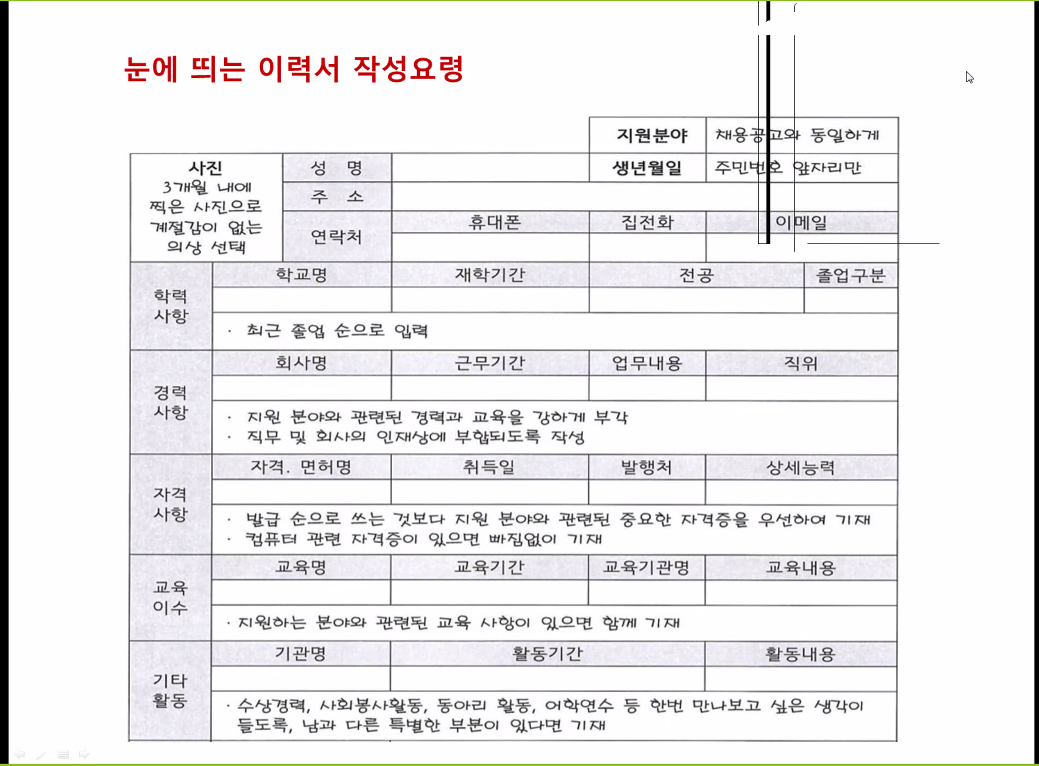 눈에 띄는 이력서 작성요령
지원분야 채용공고와 동일하게
사진 성 명 생년월일 주민번호 앞자리만
3개월 내에
찍은 사진으로
계절감이 없는
의상 선택
주 소
연락처 휴대폰 집전화 이메일
학력
사항
학교명 재학기간 전공 졸업구분
· 최근 졸업 순으로 입력
경력
사항
회사명 근무기간 업무내용 직위
· 지원 분야와 관련된 경력과 교육을 강하게 부각
· 직무 및 회사의 인재상에 부합되도록 작성
자격
사항
자격. 면허명 취득일 발행처 상세능력
· 발급 순으로 쓰는 것보다 지원 분야와 관련된 중요한 자격증을 우선하여 기재
· 컴퓨터 관련 자격증이 있으면 빠짐없이 기재
교육
이수
교육명 교육기간 교육기관명 교육내용
· 지원하는 분야와 관련된 교육 사항이 있으면 함께 기재
기타
활동
기관명 활동기간 활동내용
· 수상경력, 사회봉사활동, 동아리 활동, 어학연수 등 한번 만나보고 싶은 생각이
들도록, 남과 다른 특별한 부분이 있다면 기재